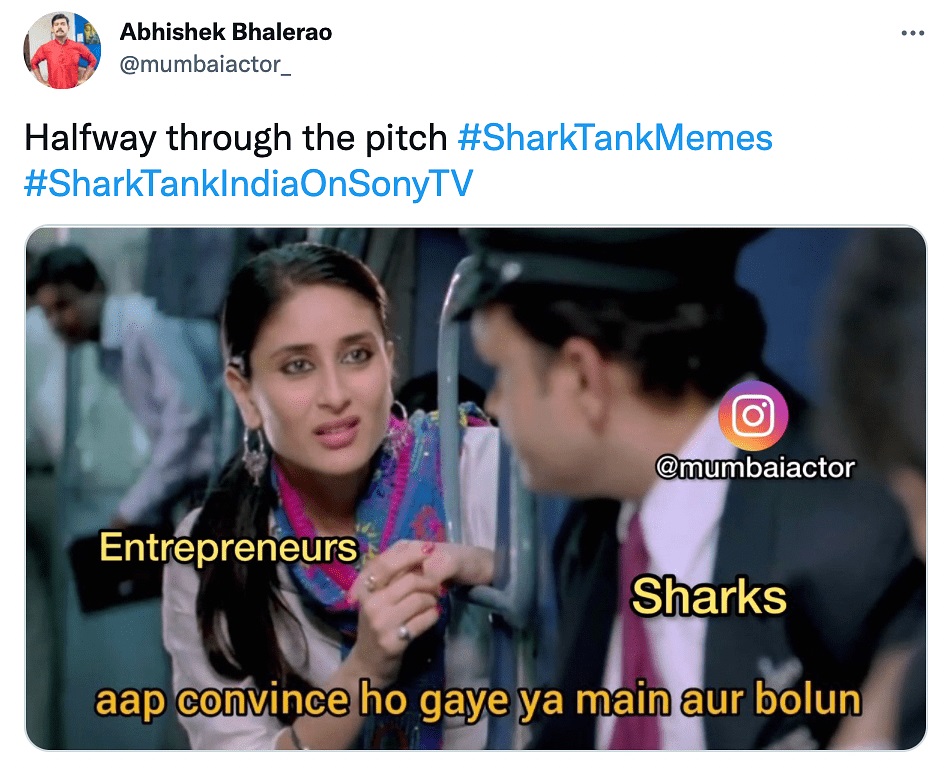 Abhishek Bhalerao
@mumbaiactor_
Halfway through the pitch #SharkTankMemes
#SharkTankIndiaOnSonyTV
@mumbaiactor
Entrepreneurs
Sharks
aap convince ho gaye ya main aur bolun